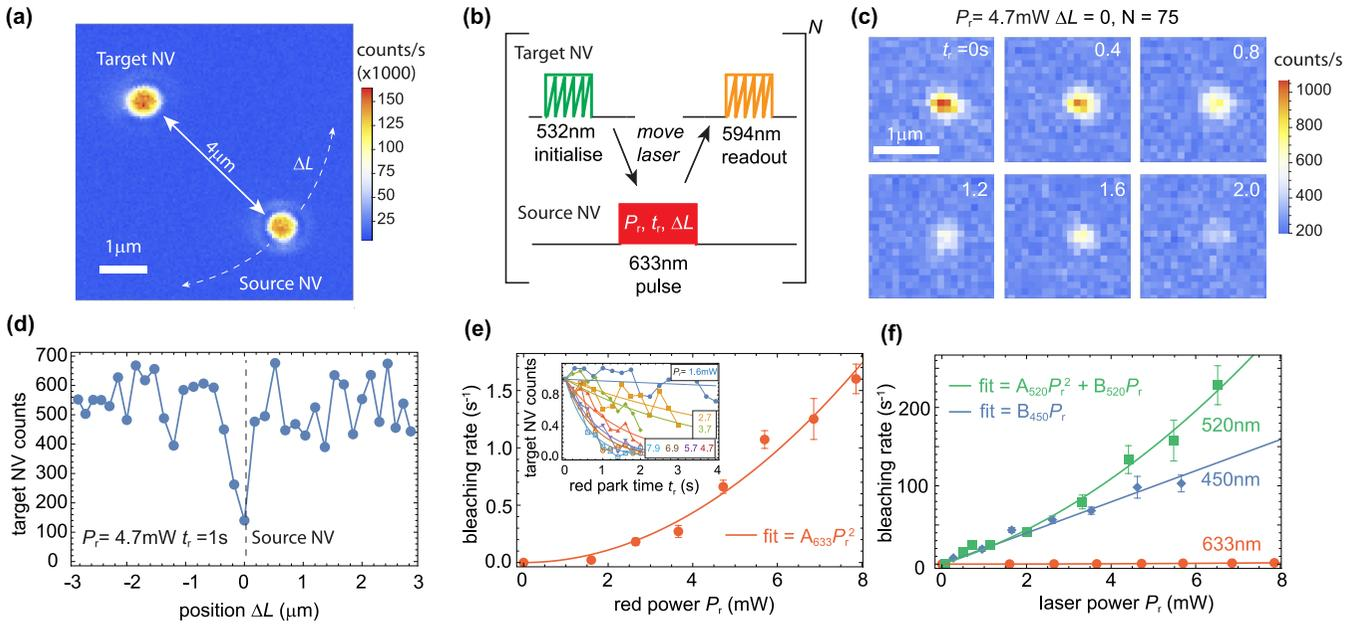 (a)
Target NV
4μm
ΔL
1μm
Source NV
counts/s
(x1000)
150
125
100
75
50
25
(b)
N
Target NV
532nm
initialise
move
laser
594nm
readout
Source NV
Pr, tr, ΔL
633nm
pulse
(c)
Pr= 4.7mW ΔL = 0, N = 75
tr =0s
0.4
0.8
1μm
1.2
1.6
2.0
counts/s
1000
800
600
400
200
(d)
target NV counts
700
600
500
400
300
200
100
0
Pr= 4.7mW tr =1s
Source NV
-3 -2 -1 0 1 2 3
position ΔL (μm)
(e)
bleaching rate (s⁻¹)
1.5
1.0
0.5
0.0
target NV counts
0.8
0.4
0.0
Pr= 1.6mW
2.7
3.7
7.9 6.9 5.7 4.7
0 1 2 3 4
red park time tr (s)
fit = A633Pr²
0 2 4 6 8
red power Pr (mW)
(f)
bleaching rate (s⁻¹)
200
100
0
fit = A520Pr² + B520Pr
fit = B450Pr
520nm
450nm
633nm
0 2 4 6 8
laser power Pr (mW)